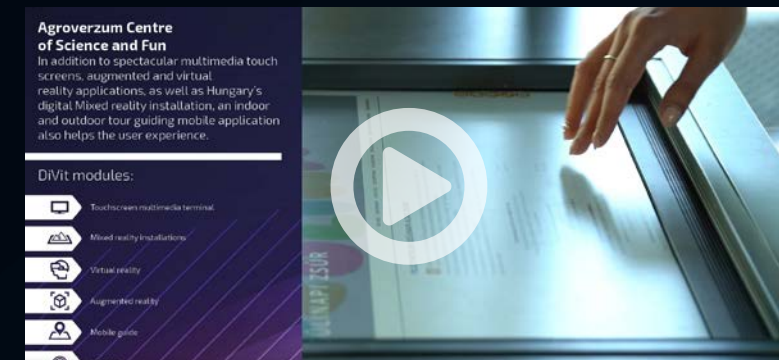 Agroverzum Centre
of Science and Fun
In addition to spectacular multimedia touch
screens, augmented and virtual
reality applications, as well as Hungary's
digital Mixed reality installation, an indoor
and outdoor tour guiding mobile application
also helps the user experience.
DiVit modules:
Touchscreen multimedia terminal
Mixed reality installations
Virtual reality
Augmented reality
Mobile guide